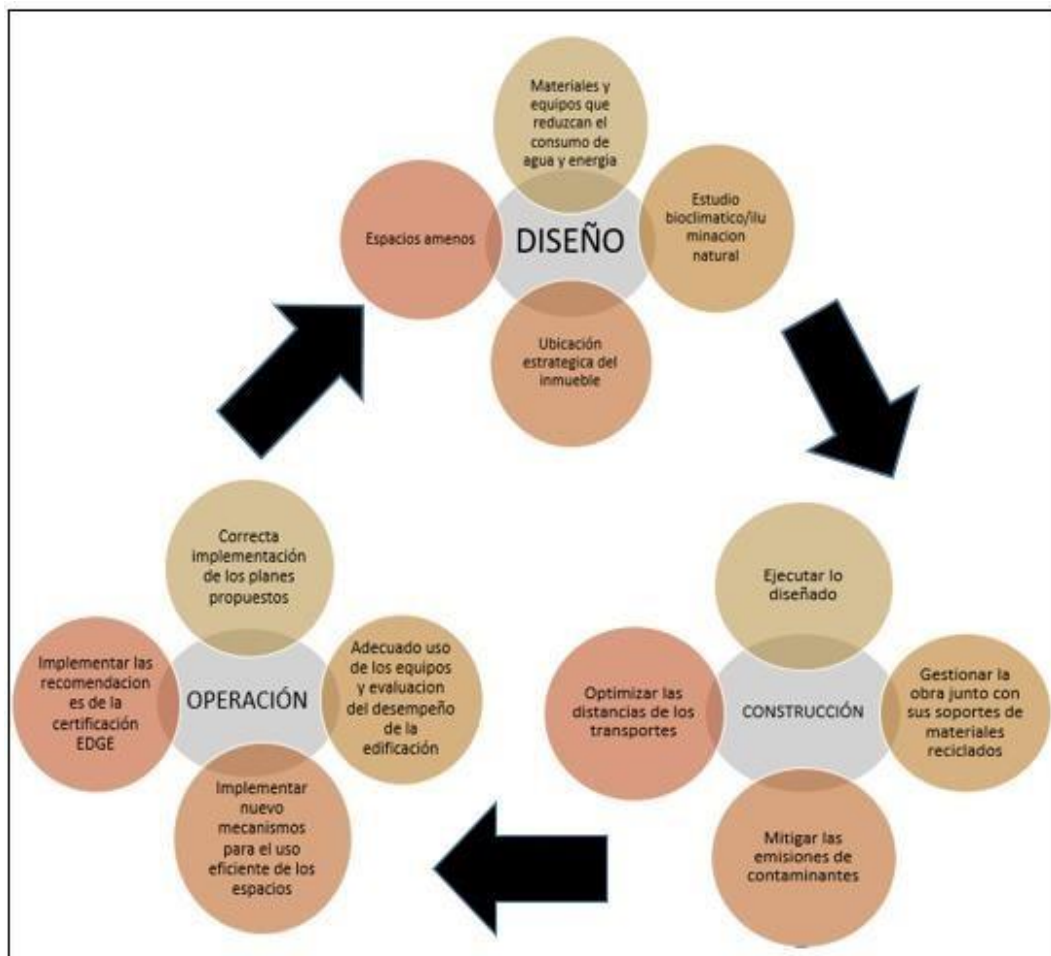 Materiales y
equipos que
reduzcan el
consumo de
agua y energia
Espacios amenos
DISEÑO
Estudio
bioclimatico/ilu
minacion
natural
Ubicación
estrategica del
inmueble
Correcta
implementación
de los planes
propuestos
Implementar las
recomendacion
es de la
certificación
EDGE
OPERACIÓN
Adecuado uso
de los equipos
y evaluacion
del desempeño
de la
edificación
Implementar
nuevo
mecanismos
para el uso
eficiente de los
espacios
Ejecutar lo
diseñado
Optimizar las
distancias de los
transportes
CONSTRUCCIÓN
Gestionar la
obra junto con
sus soportes de
materiales
reciclados
Mitigar las
emisiones de
contaminantes